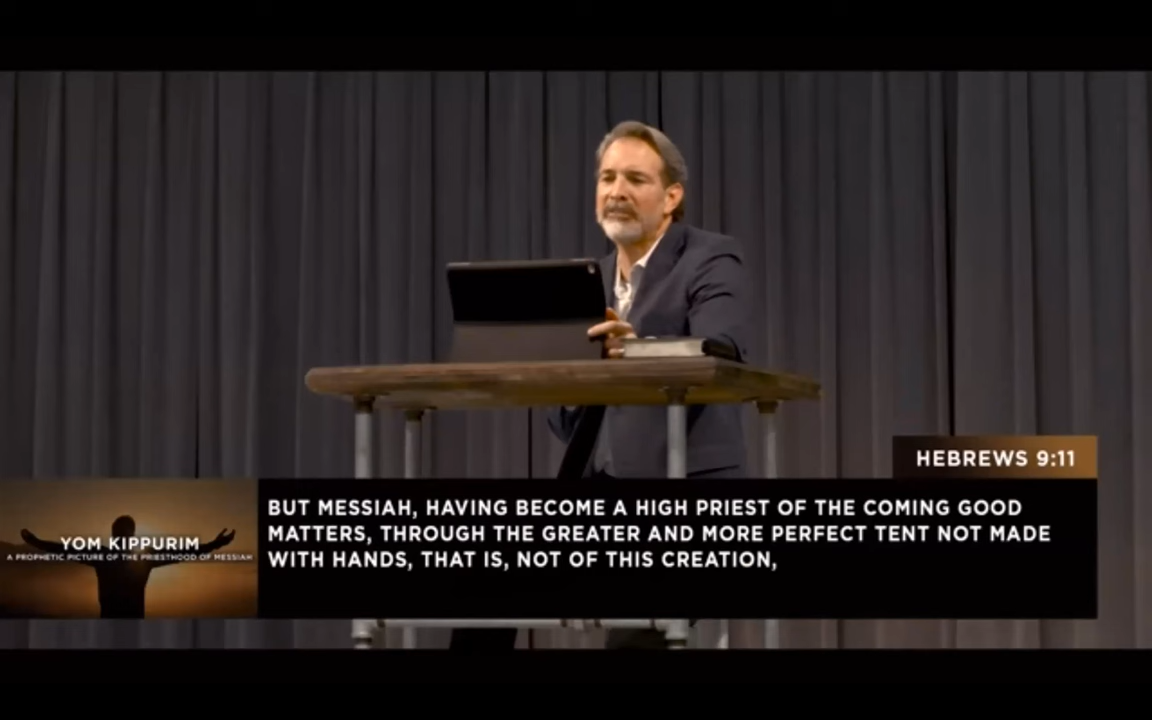 HEBREWS 9:11
BUT MESSIAH, HAVING BECOME A HIGH PRIEST OF THE COMING GOOD
MATTERS, THROUGH THE GREATER AND MORE PERFECT TENT NOT MADE
WITH HANDS, THAT IS, NOT OF THIS CREATION,
YOM KIPPURIM
A PROPHETIC PICTURE OF THE PRIESTHOOD OF MESSIAH